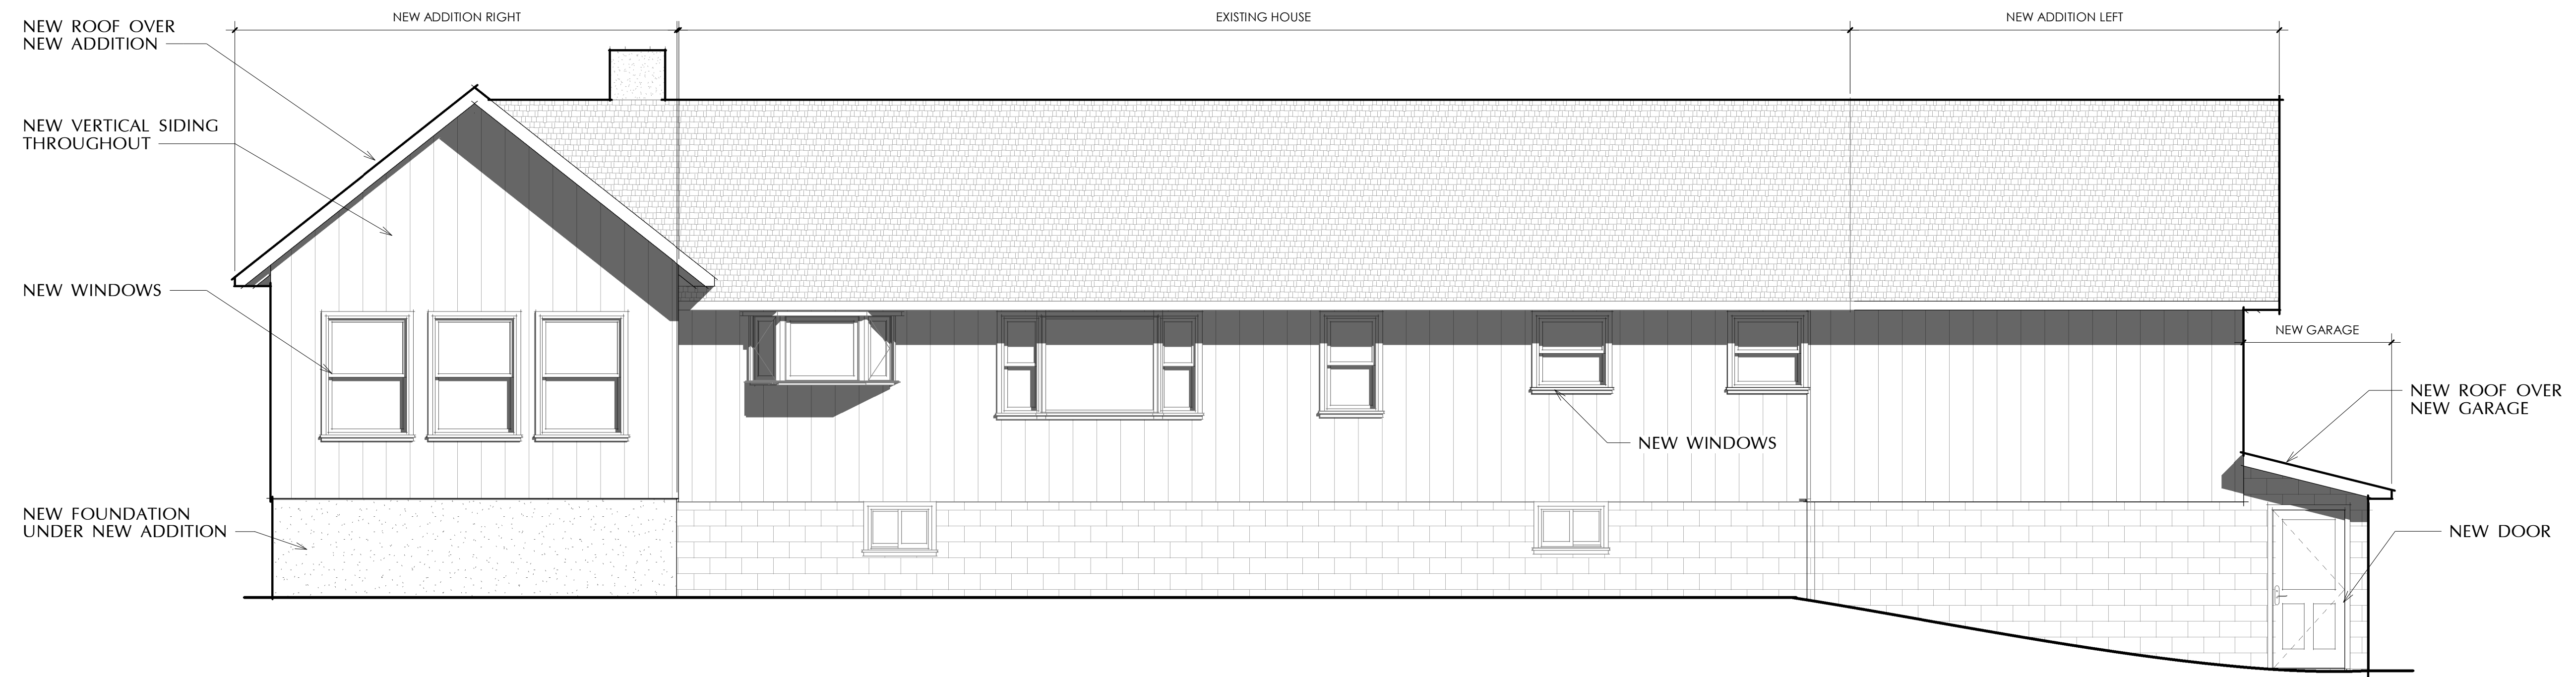 NEW ADDITION RIGHT
EXISTING HOUSE
NEW ADDITION LEFT
NEW ROOF OVER
NEW ADDITION
NEW VERTICAL SIDING
THROUGHOUT
NEW WINDOWS
NEW GARAGE
NEW ROOF OVER
NEW GARAGE
NEW WINDOWS
NEW FOUNDATION
UNDER NEW ADDITION
NEW DOOR